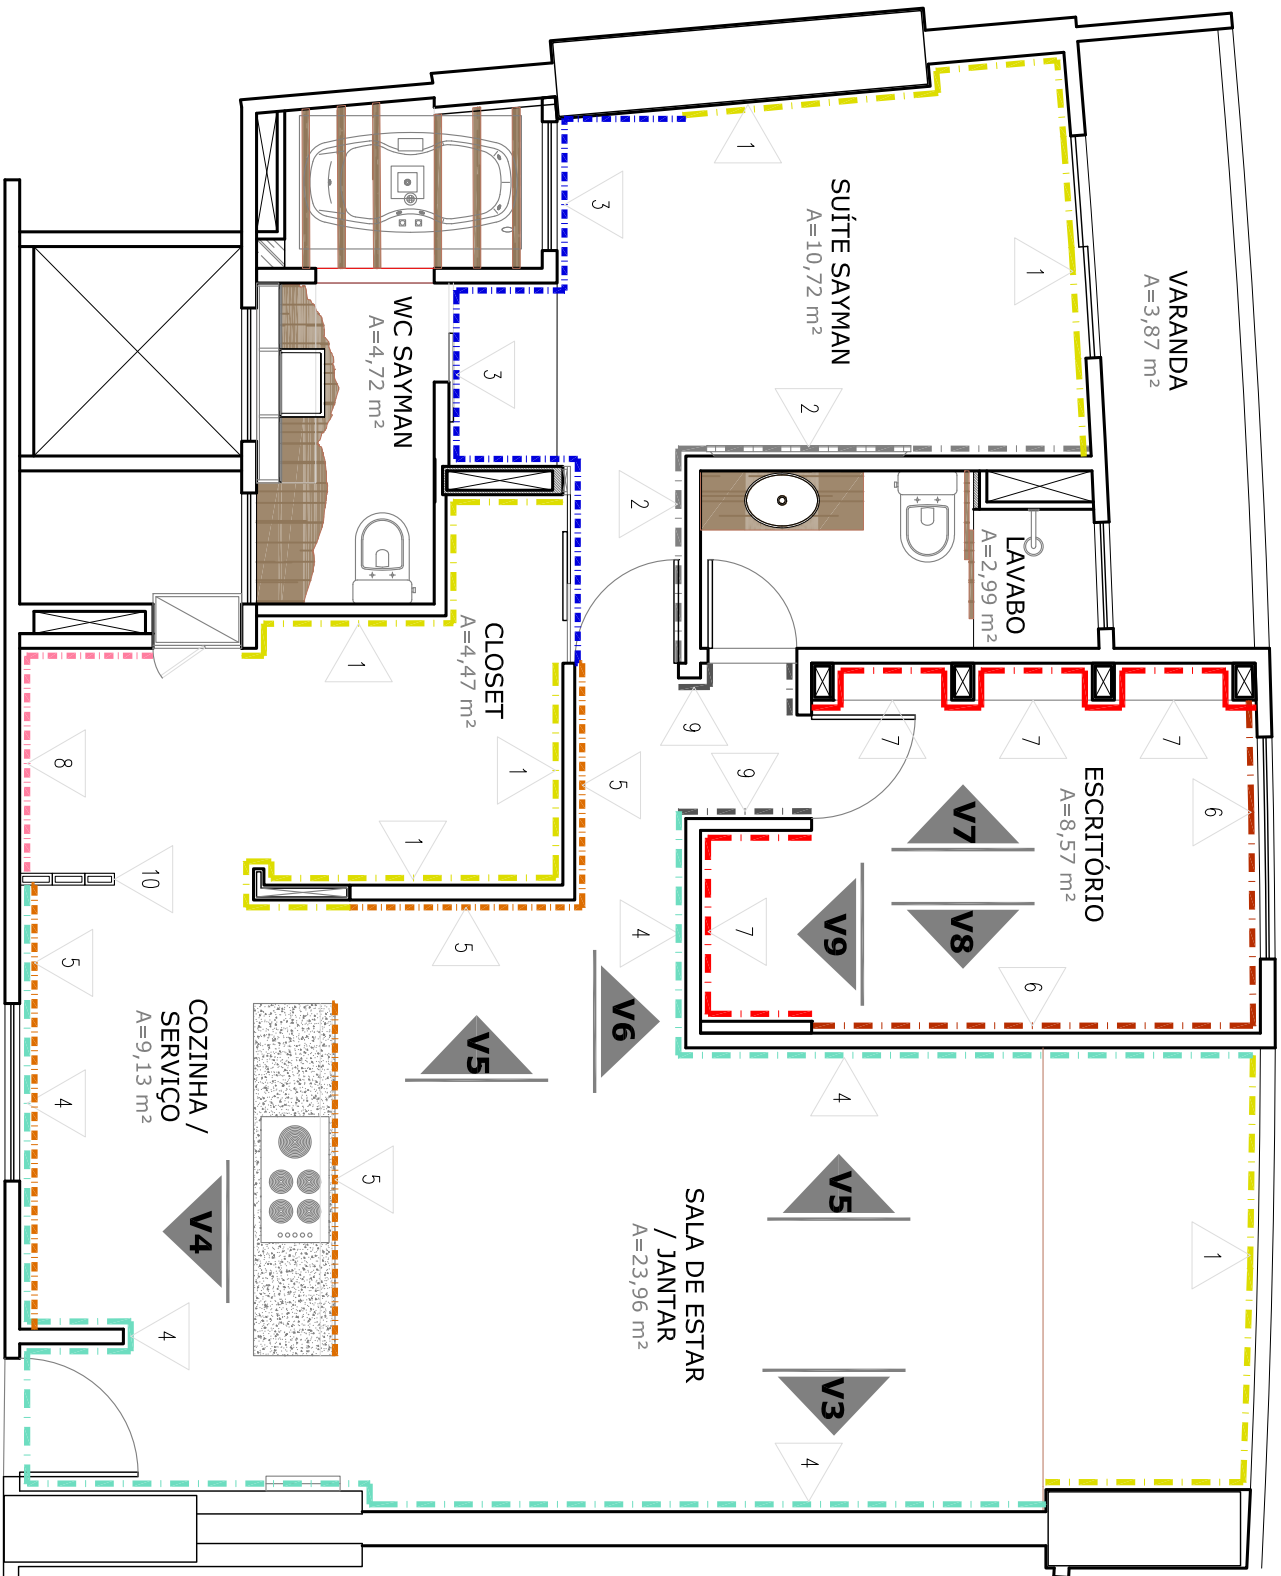 VARANDA
A=3,87 m²
SUÍTE SAYMAN
A=10,72 m²
WC SAYMAN
A=4,72 m²
LAVABO
A=2,99 m²
CLOSET
A=4,47 m²
ESCRITÓRIO
A=8,57 m²
COZINHA /
SERVIÇO
A=9,13 m²
SALA DE ESTAR
/ JANTAR
A=23,96 m²
V7
V8
V9
V6
V5
V5
V4
V3
1
1
3
3
2
2
1
1
1
8
10
9
9
5
5
5
5
7
7
7
7
6
6
4
4
4
4
4
1